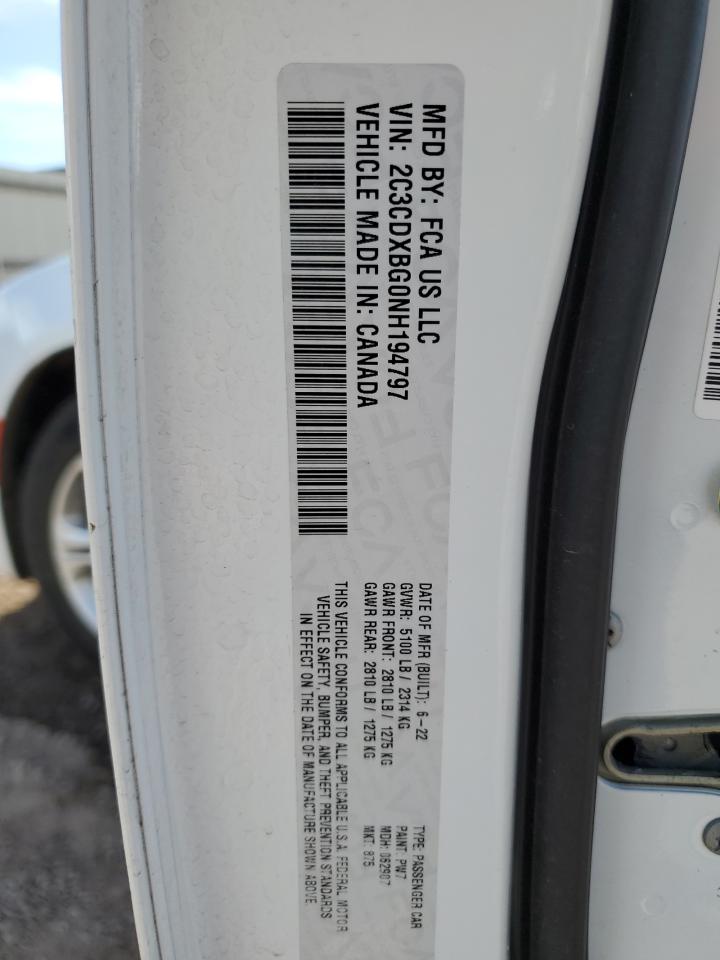 MFD BY: FCA US LLC
VIN: 2C3CDXBG0NH194797
VEHICLE MADE IN: CANADA
DATE OF MFR (BUILT): 6-22
GVWR: 5100 LB / 2314 KG
GAWR FRONT: 2810 LB / 1275 KG
GAWR REAR: 2810 LB / 1275 KG
TYPE: PASSENGER CAR
PAINT: PW7
MDH: 062907
MKT: 875
THIS VEHICLE CONFORMS TO ALL APPLICABLE U.S.A. FEDERAL MOTOR
VEHICLE SAFETY, BUMPER, AND THEFT PREVENTION STANDARDS
IN EFFECT ON THE DATE OF MANUFACTURE SHOWN ABOVE.